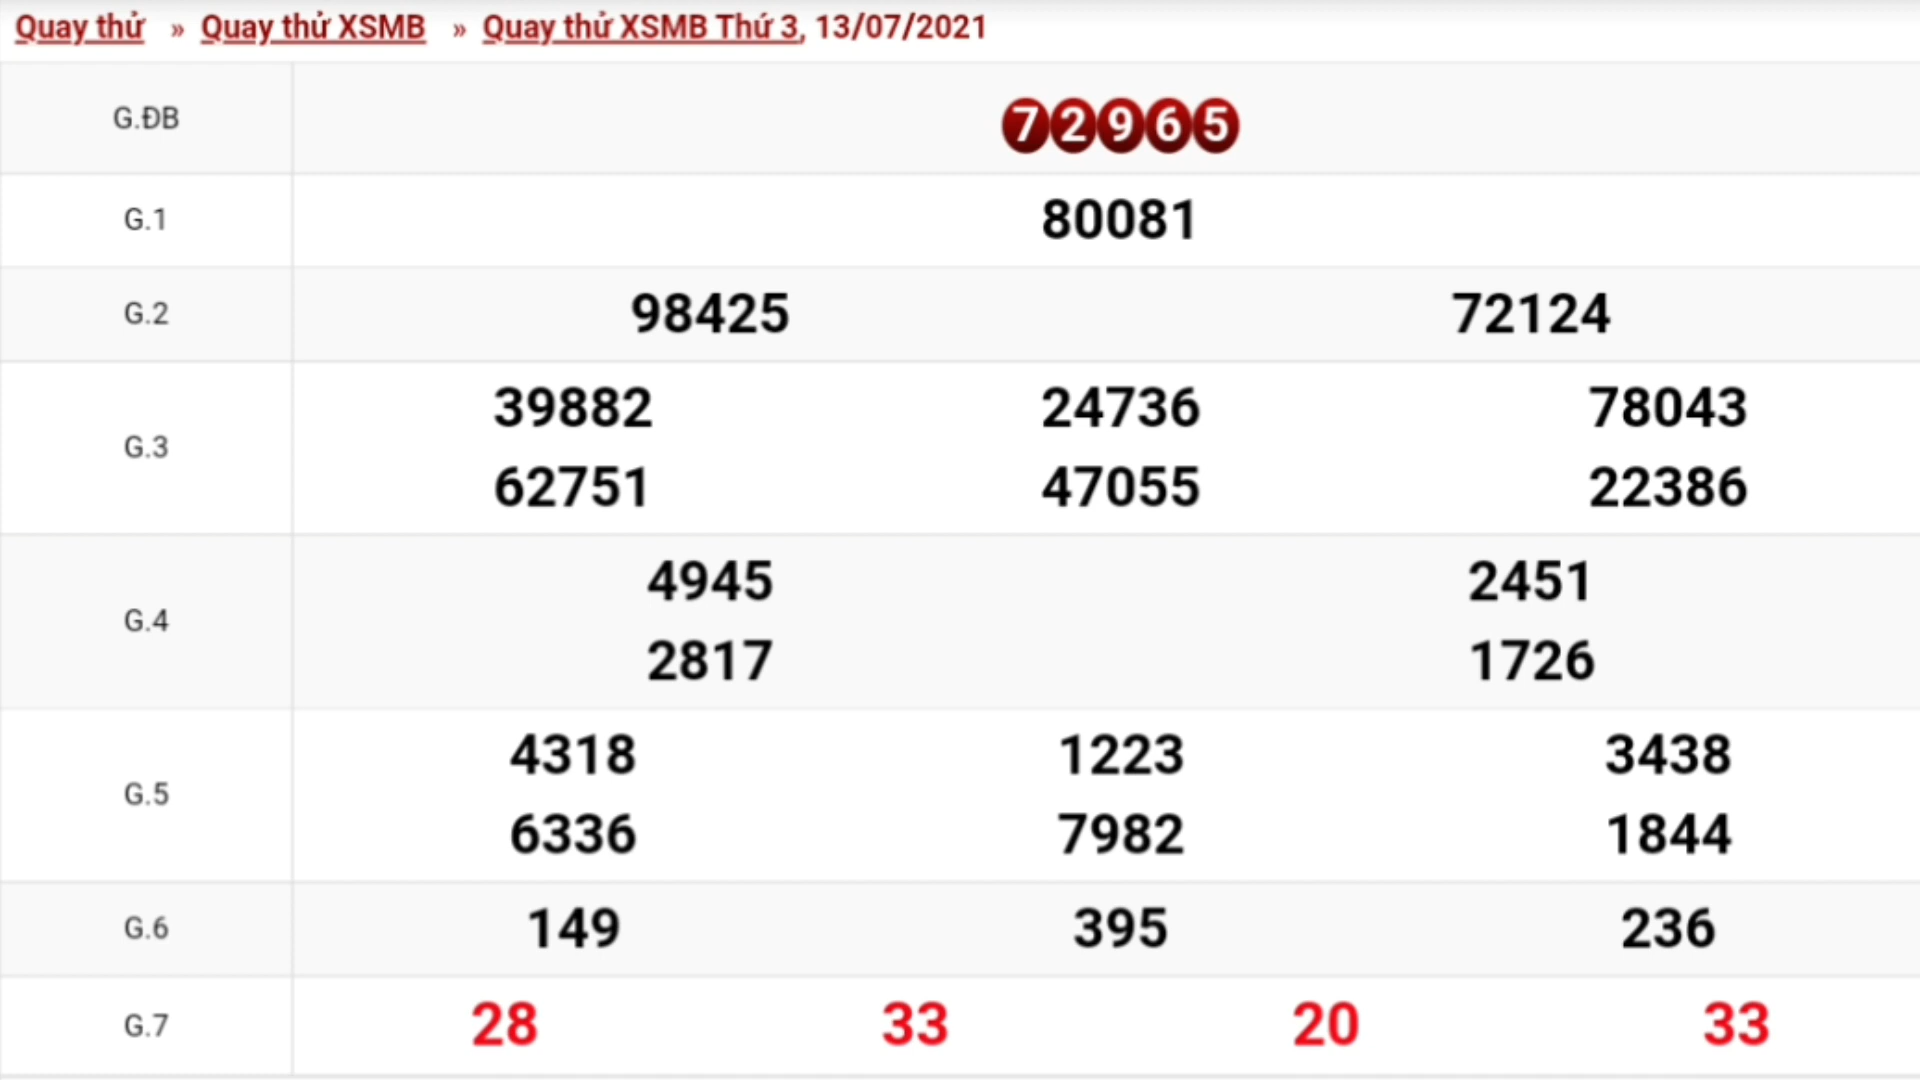 Quay thử » Quay thử XSMB » Quay thử XSMB Thứ 3, 13/07/2021
G.ĐB 72965
G.1 80081
G.2 98425 72124
G.3 39882 24736 78043
62751 47055 22386
G.4 4945 2451
2817 1726
G.5 4318 1223 3438
6336 7982 1844
G.6 149 395 236
G.7 28 33 20 33